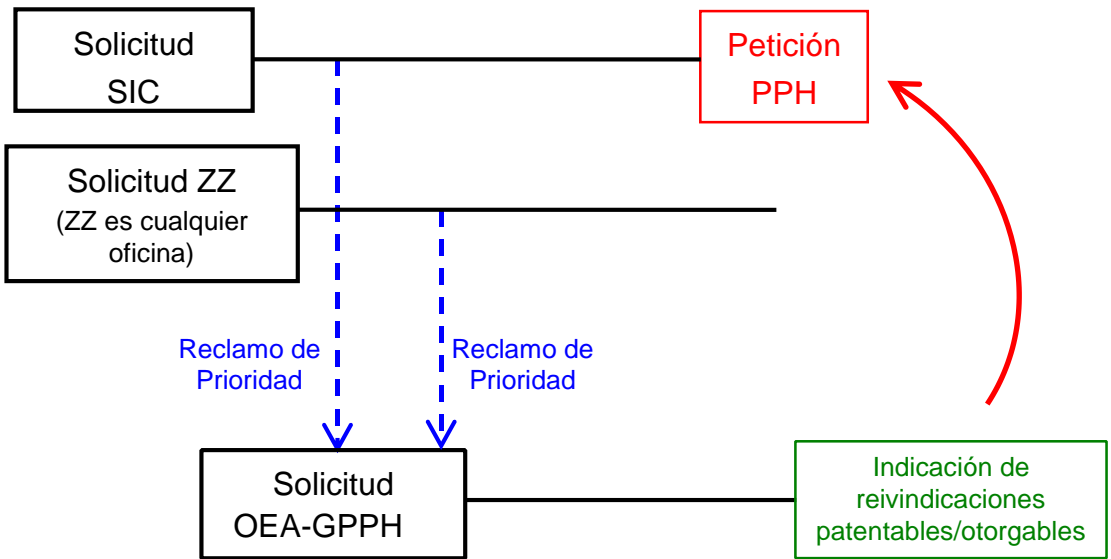 Solicitud
SIC
Petición
PPH
Solicitud ZZ
(ZZ es cualquier
oficina)
Reclamo de
Prioridad
Reclamo de
Prioridad
Solicitud
OEA-GPPH
Indicación de
reivindicaciones
patentables/otorgables